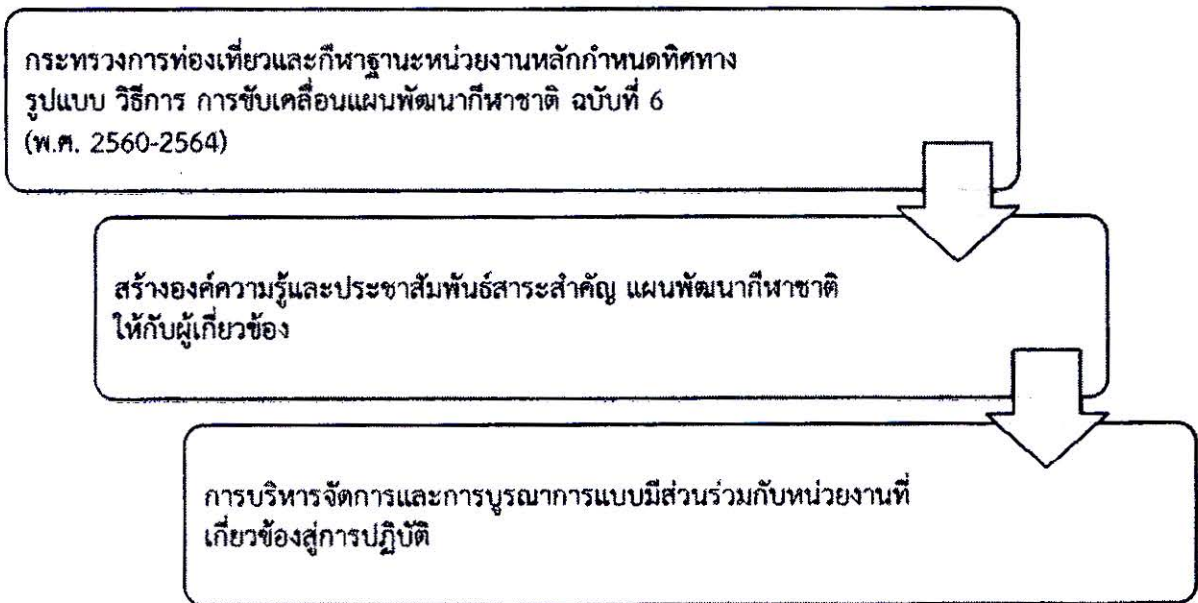 กระทรวงการท่องเที่ยวและกีฬาฐานะหน่วยงานหลักกำหนดทิศทาง
รูปแบบ วิธีการ การขับเคลื่อนแผนพัฒนากีฬาชาติ ฉบับที่ 6
(พ.ศ. 2560-2564)
สร้างองค์ความรู้และประชาสัมพันธ์สาระสำคัญ แผนพัฒนากีฬาชาติ
ให้กับผู้เกี่ยวข้อง
การบริหารจัดการและการบูรณาการแบบมีส่วนร่วมกับหน่วยงานที่
เกี่ยวข้องสู่การปฏิบัติ